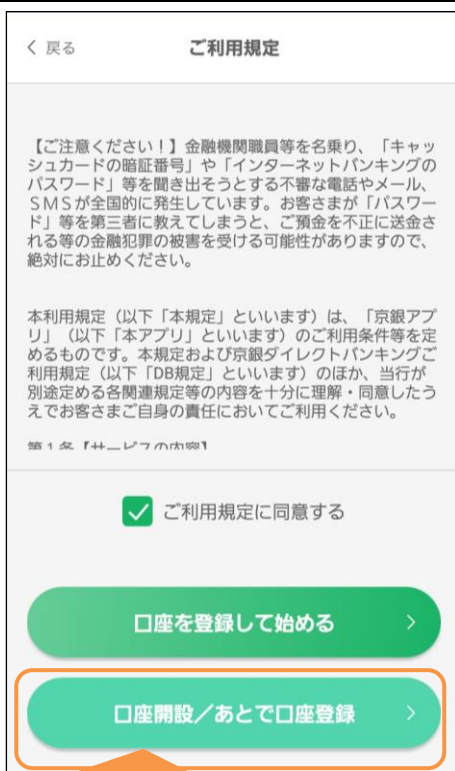 戻る
ご利用規定
【ご注意ください！】金融機関職員等を名乗り、「キャッ
シュカードの暗証番号」や「インターネットバンキングの
パスワード」等を聞き出そうとする不審な電話やメール、
ＳＭＳが全国的に発生しています。お客さまが「パスワー
ド」等を第三者に教えてしまうと、ご預金を不正に送金さ
れる等の金融犯罪の被害を受ける可能性がありますので、
絶対にお止めください。
本利用規定（以下「本規定」といいます）は、「京銀アプ
リ」（以下「本アプリ」といいます）のご利用条件等を定
めるものです。本規定および京銀ダイレクトバンキングご
利用規定（以下「DB規定」といいます）のほか、当行が
別途定める各関連規定等の内容を十分に理解・同意したう
えでお客さまご自身の責任においてご利用ください。
第１条【サービスの内容】
ご利用規定に同意する
口座を登録して始める
口座開設／あとで口座登録